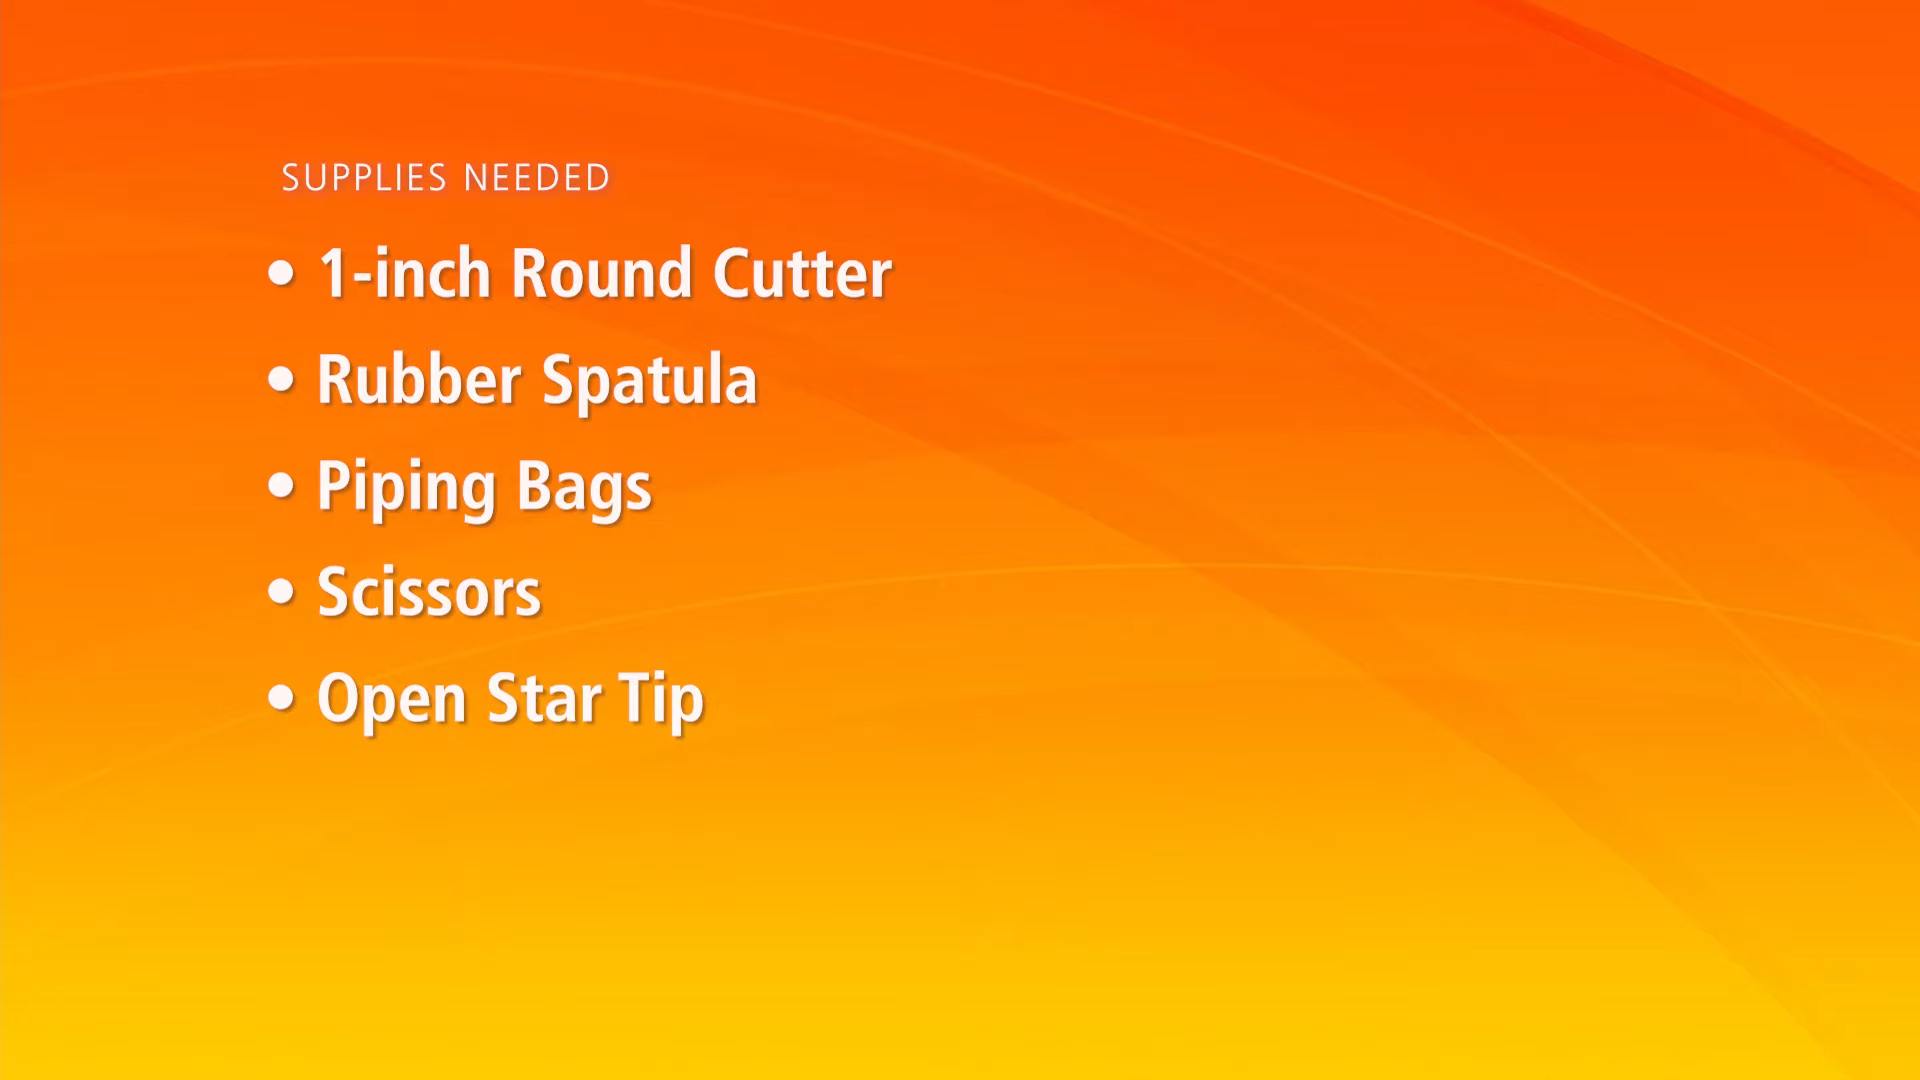 SUPPLIES NEEDED
• 1-inch Round Cutter
• Rubber Spatula
• Piping Bags
• Scissors
• Open Star Tip